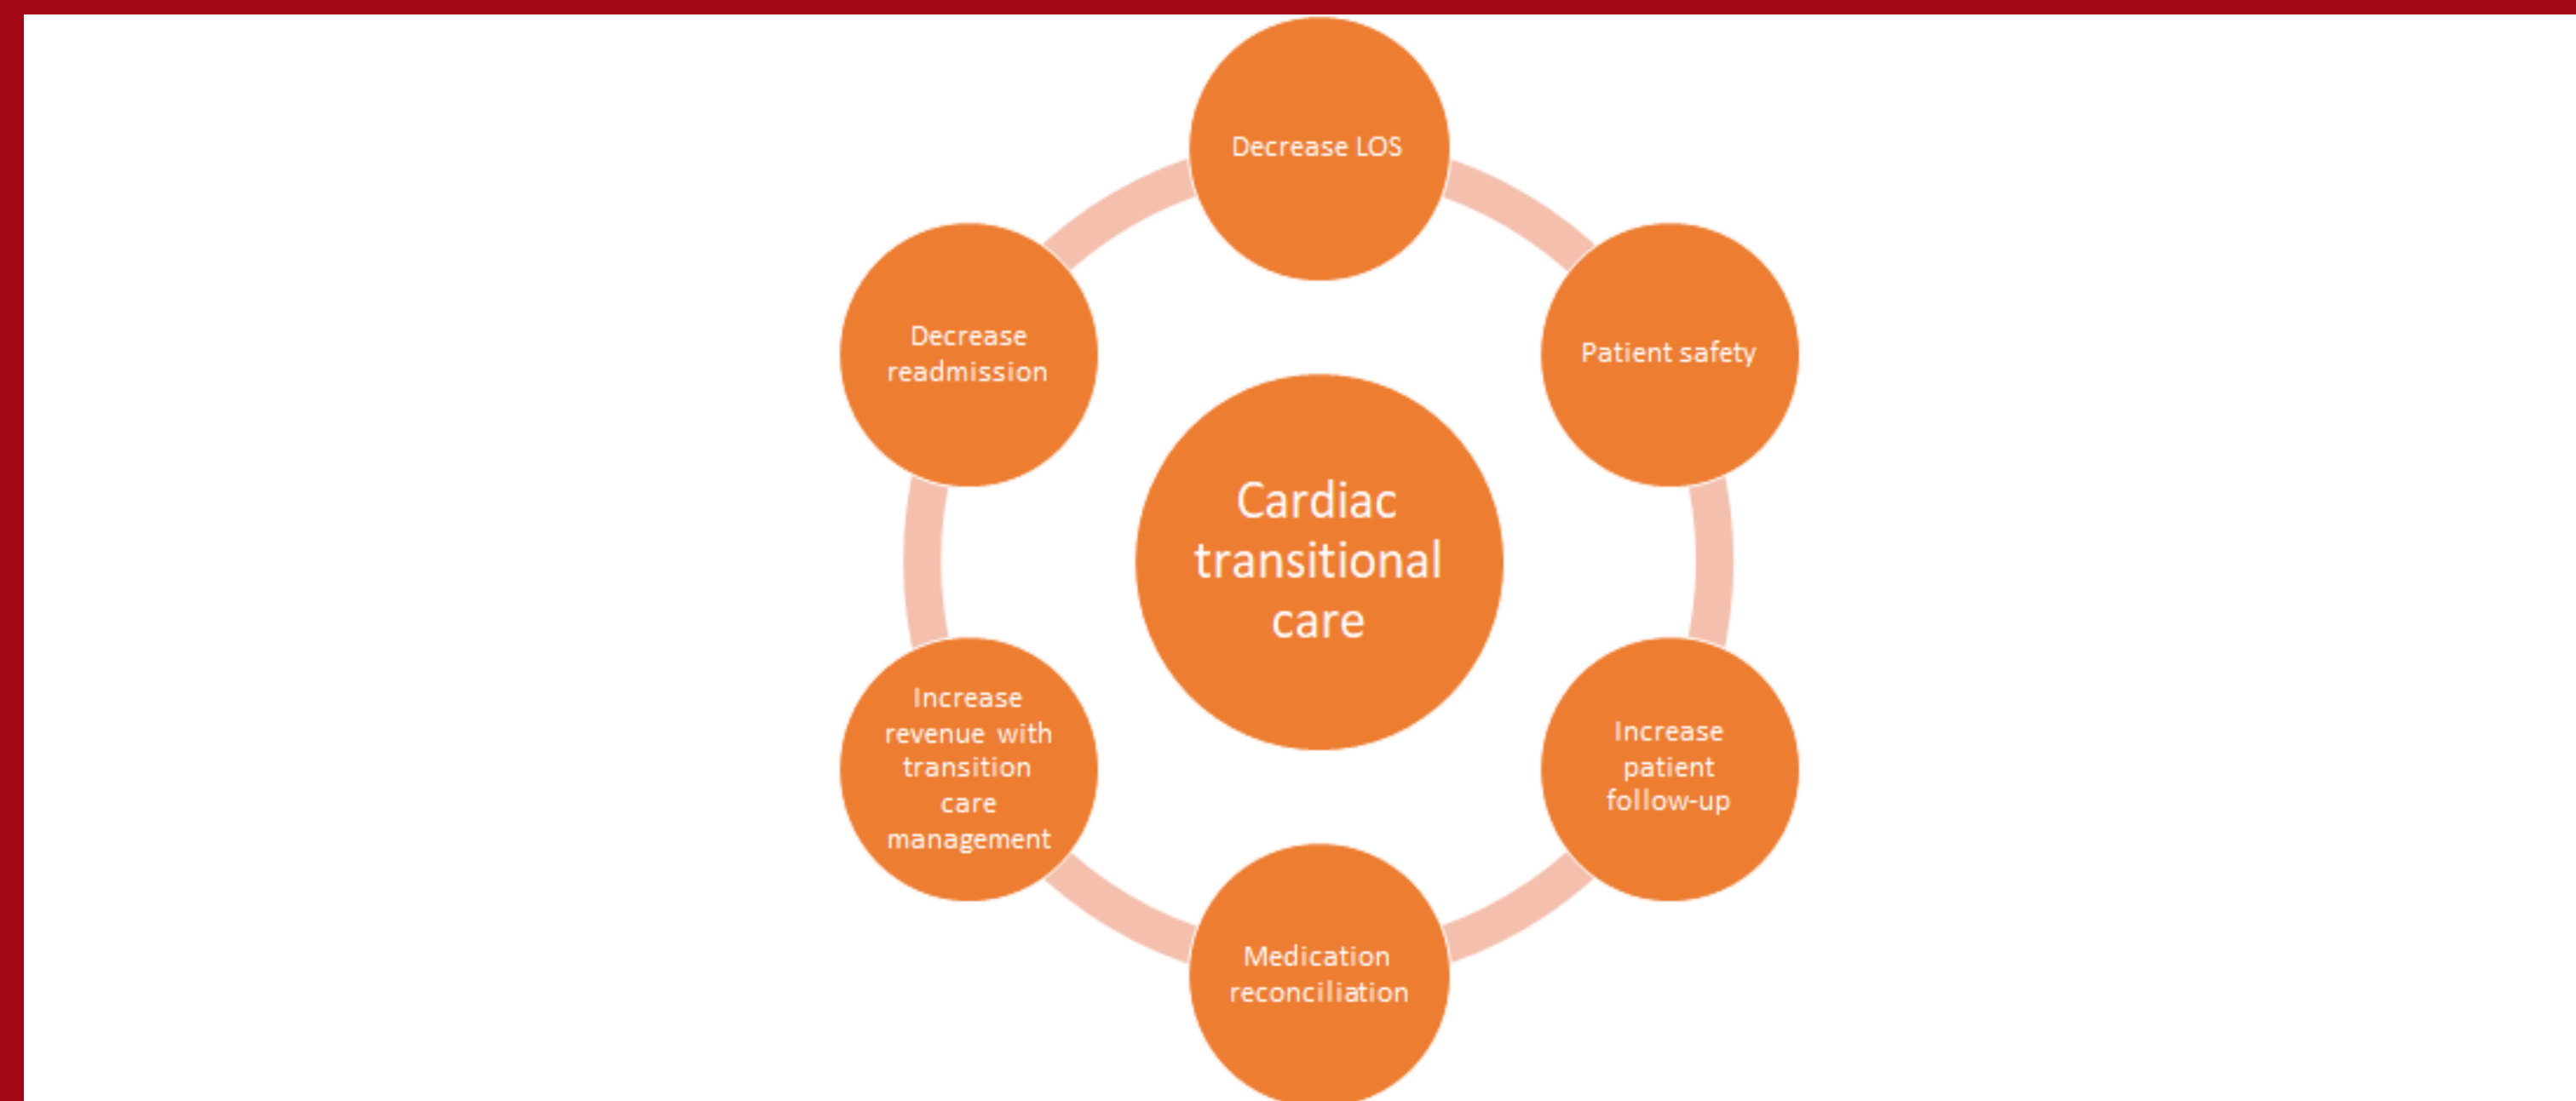 Decrease LOS
Patient safety
Increase
patient
follow-up
Medication
reconciliation
Increase
revenue with
transition
care
management
Decrease
readmission
Cardiac
transitional
care